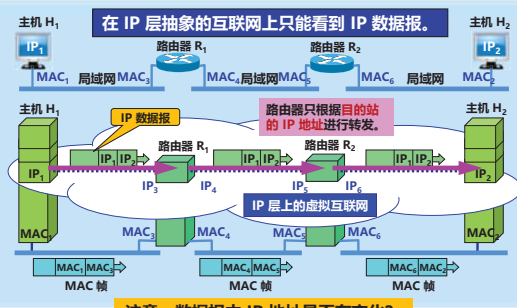 在 IP 层抽象的互联网上只能看到 IP 数据报。
主机 H1
主机 H2
IP1
路由器 R1
路由器 R2
IP2
MAC1 局域网 MAC3
MAC4 局域网 MAC5
MAC6 局域网 MAC2
主机 H1
IP 数据报
路由器只根据目的站
的 IP 地址进行转发。
主机 H2
路由器 R1
路由器 R2
IP1 IP2
IP1 IP2
IP1 IP2
IP1
IP2
IP3 IP4
IP5 IP6
IP 层上的虚拟互联网
MAC1
MAC3 MAC4
MAC5 MAC6
MAC2
MAC1 MAC3
MAC4 MAC5
MAC6 MAC2
MAC 帧
MAC 帧
MAC 帧